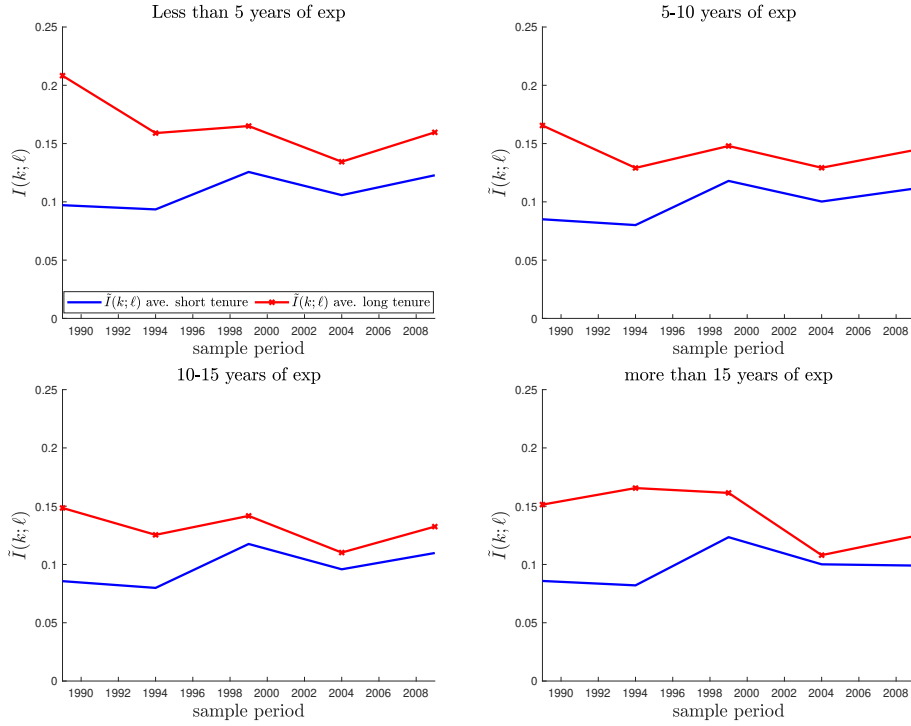 Less than 5 years of exp
0.25
0.2
0.15
0.1
0.05
0
Ĩ(k; ℓ)
Ĩ(k; ℓ) ave. short tenure Ĩ(k; ℓ) ave. long tenure
1990 1992 1994 1996 1998 2000 2002 2004 2006 2008
sample period
5-10 years of exp
0.25
0.2
0.15
0.1
0.05
0
Ĩ(k; ℓ)
1990 1992 1994 1996 1998 2000 2002 2004 2006 2008
sample period
10-15 years of exp
0.25
0.2
0.15
0.1
0.05
0
Ĩ(k; ℓ)
1990 1992 1994 1996 1998 2000 2002 2004 2006 2008
sample period
more than 15 years of exp
0.25
0.2
0.15
0.1
0.05
0
Ĩ(k; ℓ)
1990 1992 1994 1996 1998 2000 2002 2004 2006 2008
sample period